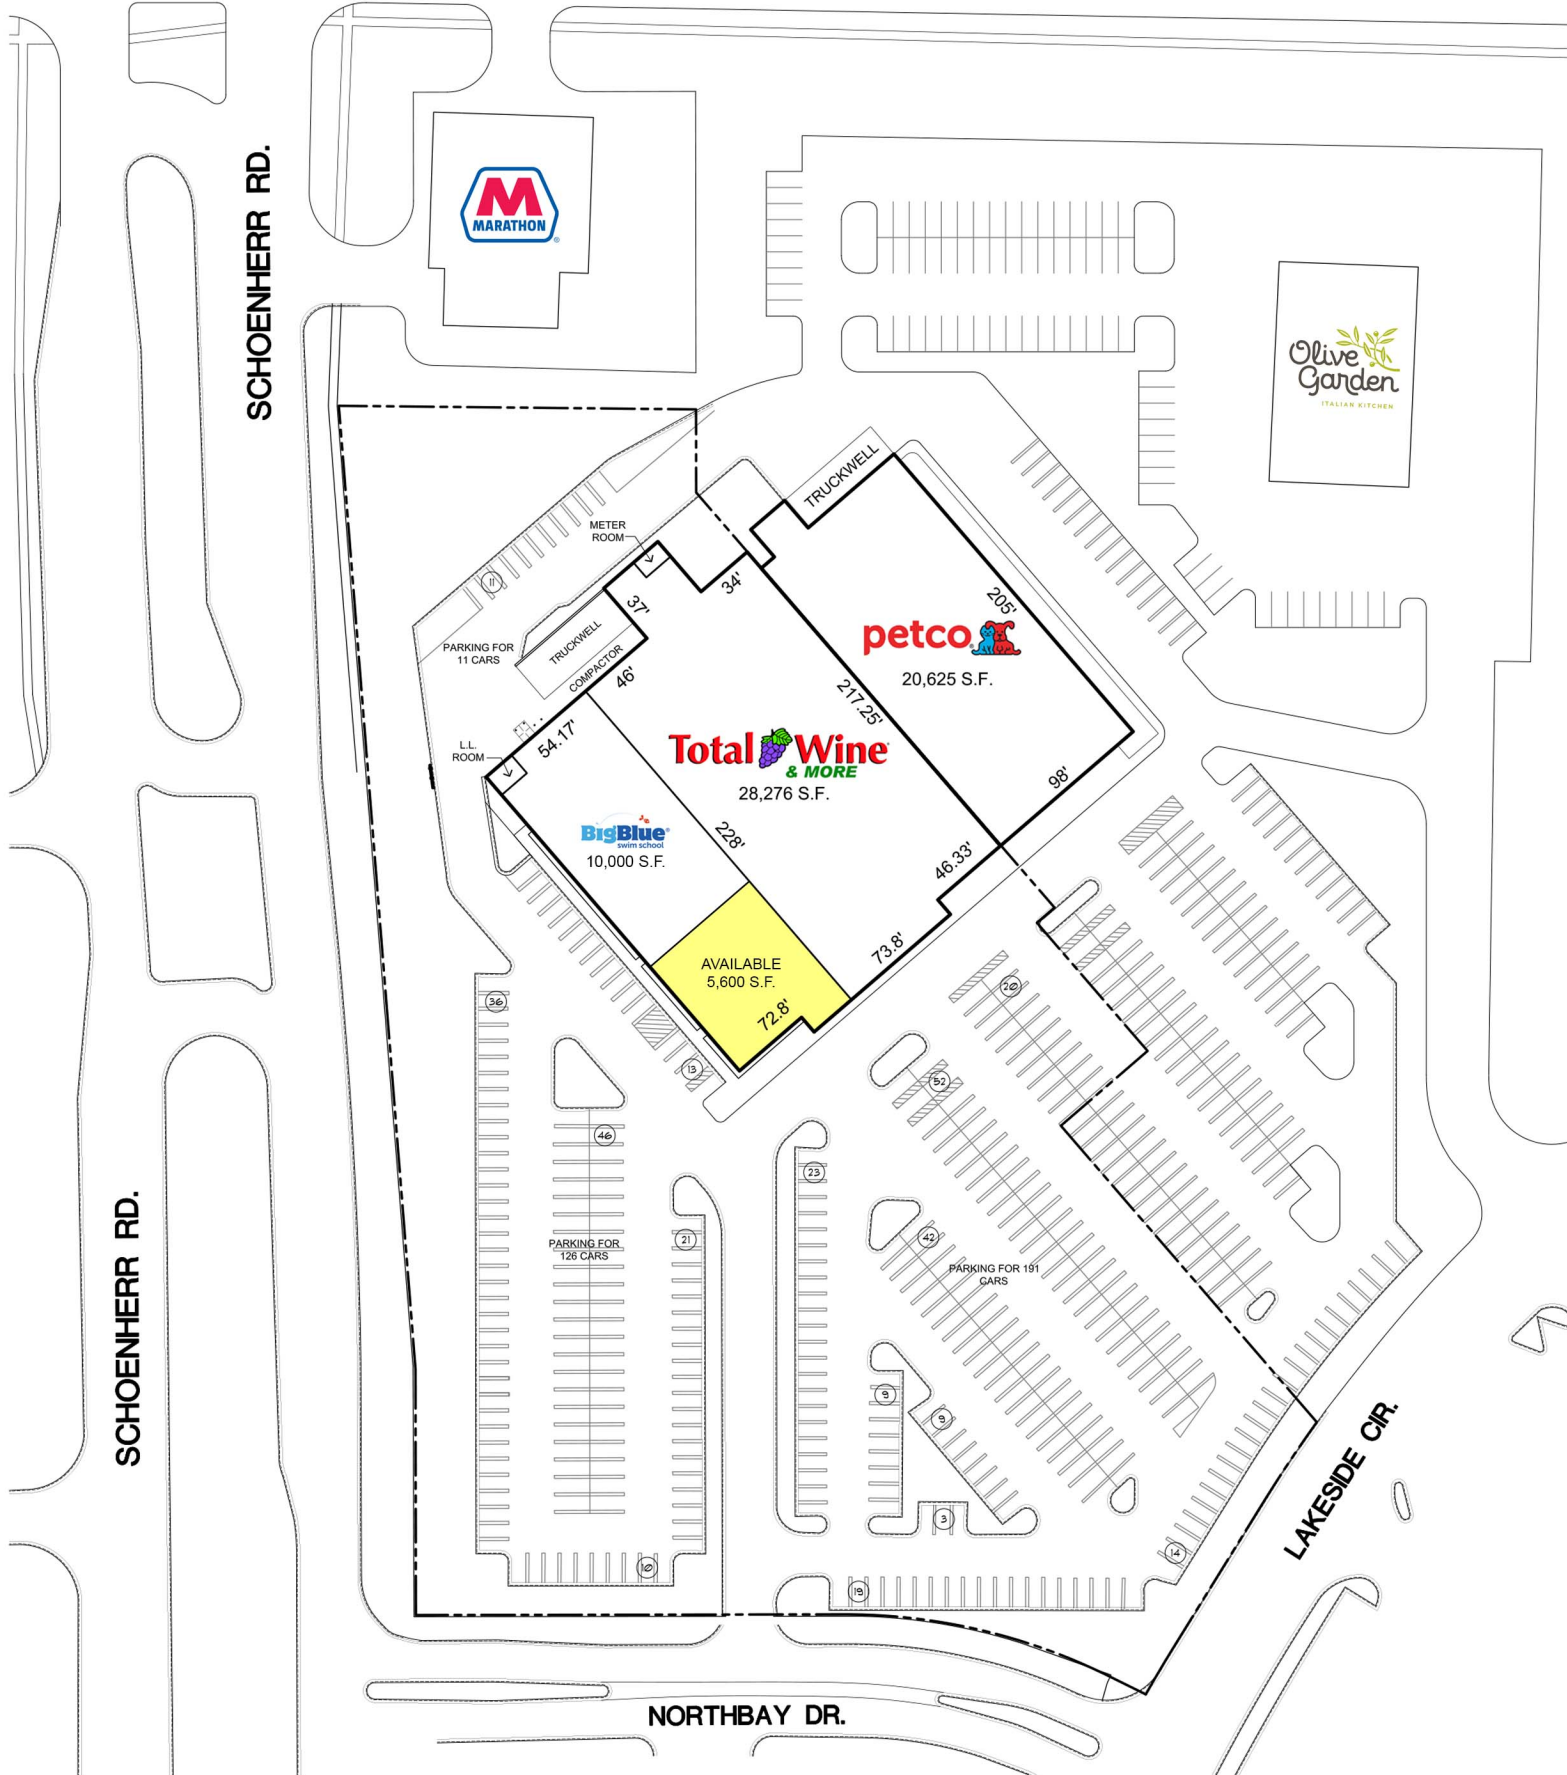 SCHOENHERR RD.
MARATHON
®
Olive
Garden
ITALIAN KITCHEN
TRUCKWELL
METER
ROOM
34'
11
37'
205'
TRUCKWELL
petco
20,625 S.F.
PARKING FOR
11 CARS
COMPACTOR
46'
217.25'
54.17'
L.L.
ROOM
Total Wine
& MORE
28,276 S.F.
98'
BigBlue
swim school
10,000 S.F.
228'
46.33'
73.8'
AVAILABLE
5,600 S.F.
72.8'
36
20
13
52
46
23
21
42
PARKING FOR
126 CARS
PARKING FOR 191
CARS
SCHOENHERR RD.
9
9
3
14
10
19
LAKESIDE CIR.
NORTHBAY DR.